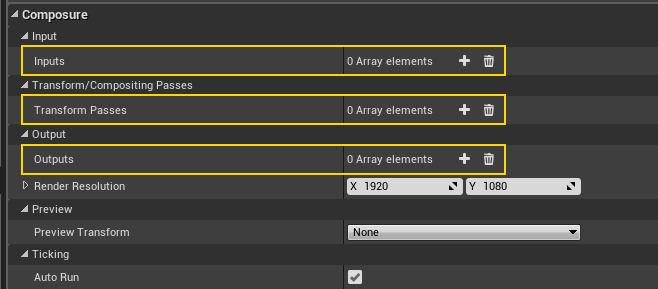 Composure
Input
Inputs 0 Array elements
Transform/Compositing Passes
Transform Passes 0 Array elements
Output
Outputs 0 Array elements
Render Resolution X 1920 Y 1080
Preview
Preview Transform None
Ticking
Auto Run